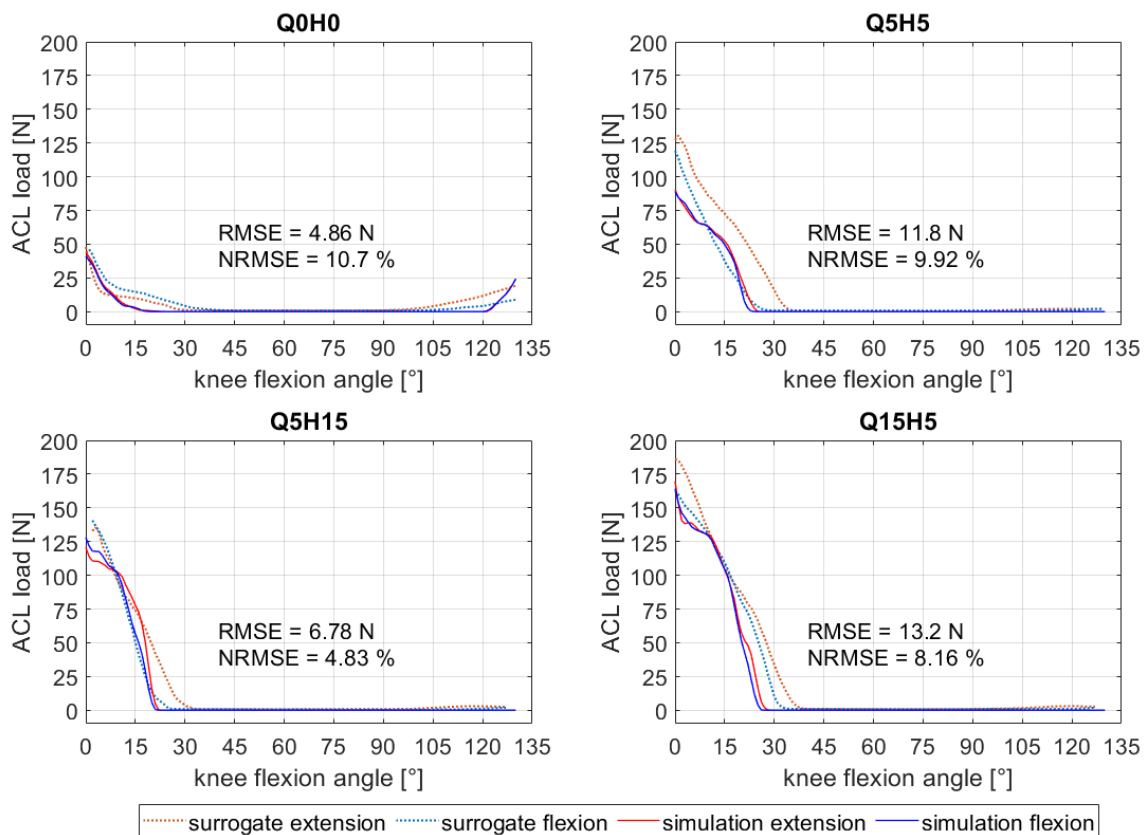 Q0H0
200
175
150
125
100
75
50
25
0
ACL load [N]
RMSE = 4.86 N
NRMSE = 10.7 %
0 15 30 45 60 75 90 105 120 135
knee flexion angle [°]
Q5H5
200
175
150
125
100
75
50
25
0
ACL load [N]
RMSE = 11.8 N
NRMSE = 9.92 %
0 15 30 45 60 75 90 105 120 135
knee flexion angle [°]
Q5H15
200
175
150
125
100
75
50
25
0
ACL load [N]
RMSE = 6.78 N
NRMSE = 4.83 %
0 15 30 45 60 75 90 105 120 135
knee flexion angle [°]
Q15H5
200
175
150
125
100
75
50
25
0
ACL load [N]
RMSE = 13.2 N
NRMSE = 8.16 %
0 15 30 45 60 75 90 105 120 135
knee flexion angle [°]
surrogate extension surrogate flexion simulation extension simulation flexion